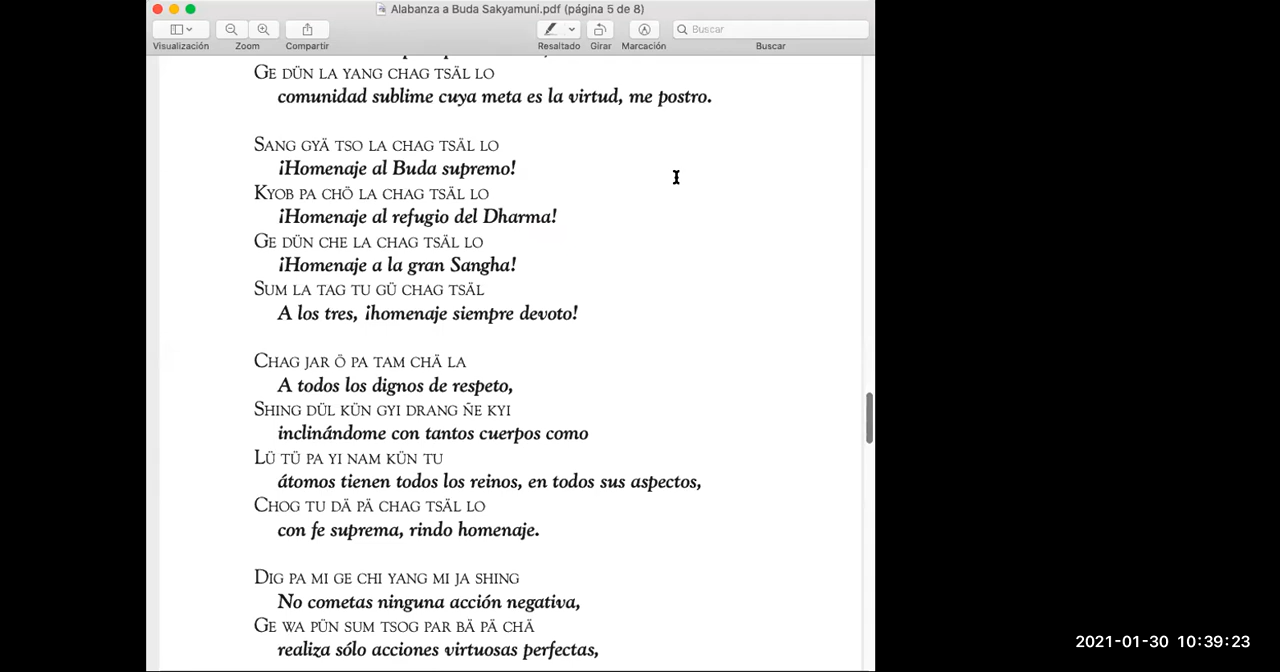 Alabanza a Buda Sakyamuni.pdf (página 5 de 8)
Visualización
Zoom
Compartir
Resaltado
Girar
Marcación
Buscar
Buscar
GE DÜN LA YANG CHAG TSÄL LO
comunidad sublime cuya meta es la virtud, me postro.
SANG GYÄ TSO LA CHAG TSÄL LO
¡Homenaje al Buda supremo!
KYOB PA CHÖ LA CHAG TSÄL LO
¡Homenaje al refugio del Dharma!
GE DÜN CHE LA CHAG TSÄL LO
¡Homenaje a la gran Sangha!
SUM LA TAG TU GÜ CHAG TSÄL
A los tres, ¡homenaje siempre devoto!
CHAG JAR Ö PA TAM CHÄ LA
A todos los dignos de respeto,
SHING DÜL KÜN GYI DRANG ÑE KYI
inclinándome con tantos cuerpos como
LÜ TÜ PA YI NAM KÜN TU
átomos tienen todos los reinos, en todos sus aspectos,
CHOG TU DÄ PÄ CHAG TSÄL LO
con fe suprema, rindo homenaje.
DIG PA MI GE CHI YANG MI JA SHING
No cometas ninguna acción negativa,
GE WA PÜN SUM TSOG PAR BÄ PÄ CHÄ
realiza sólo acciones virtuosas perfectas,
2021-01-30 10:39:23